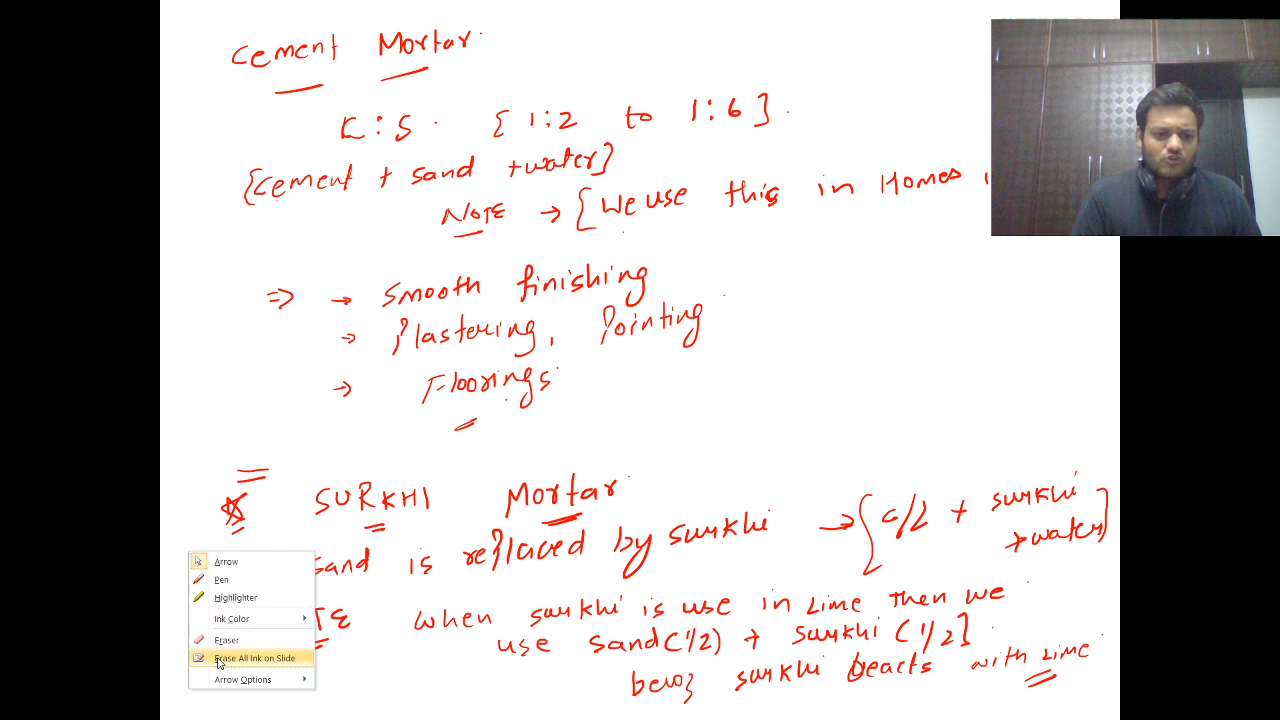 Cement Mortar
C:S. [1:2 to 1:6].
{cement + sand + water}
NOTE → [We use this in Homes
⇒ → Smooth finishing
→ Plastering, Pointing
→ Floorings
SURKHI Mortar
sand is replaced by surkhi → [C/L + surkhi
+ water]
TE when surkhi is use in Lime then we
use sand (1/2) + surkhi (1/2].
surkhi reacts with Lime
Arrow
Pen
Highlighter
Ink Color
Eraser
Erase All Ink on Slide
Arrow Options